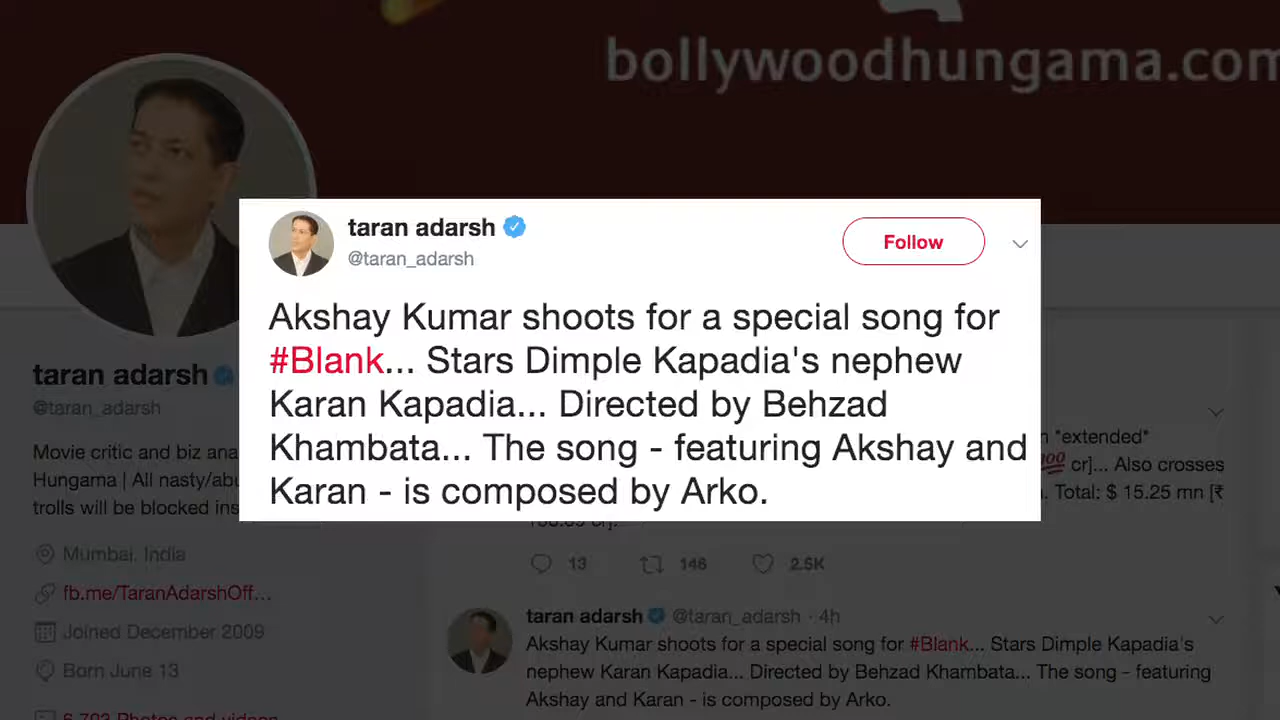 bollywoodhungama.com
taran adarsh
@taran_adarsh
Follow
Akshay Kumar shoots for a special song for
#Blank... Stars Dimple Kapadia's nephew
Karan Kapadia... Directed by Behzad
Khambata... The song - featuring Akshay and
Karan - is composed by Arko.
taran adarsh
@taran_adarsh
Movie critic and biz
Hungama | All
trolls will be blocked
Mumbai, India
fb.me/TaranAdarshOff...
Joined December 2009
Born June 13
6,793 Photos and videos
*extended*
💯 cr]... Also crosses
Total: $ 15.25 mn [₹
13 146 2.5K
taran adarsh @taran_adarsh · 4h
Akshay Kumar shoots for a special song for #Blank... Stars Dimple Kapadia's
nephew Karan Kapadia... Directed by Behzad Khambata... The song - featuring
Akshay and Karan - is composed by Arko.